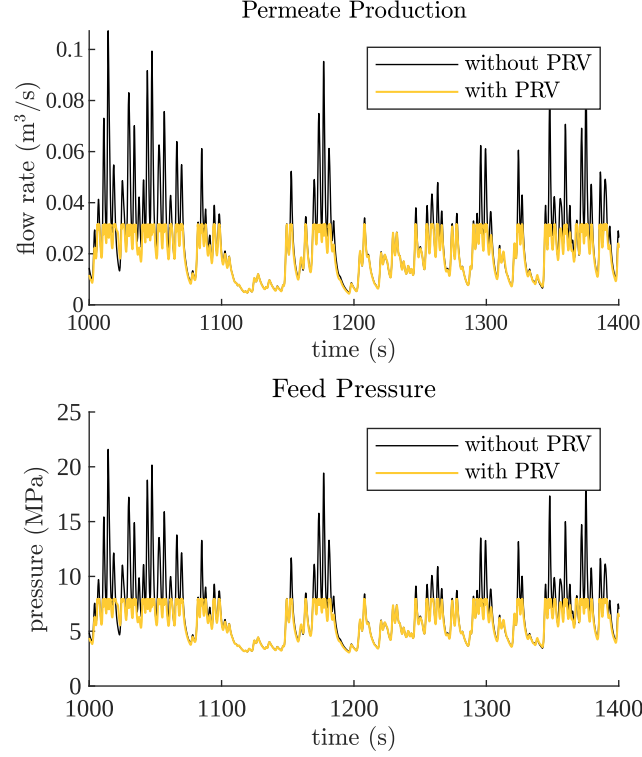 Permeate Production
0.1
0.08
0.06
0.04
0.02
0
flow rate (m³/s)
without PRV
with PRV
1000 1100 1200 1300 1400
time (s)
Feed Pressure
25
20
15
10
5
0
pressure (MPa)
without PRV
with PRV
1000 1100 1200 1300 1400
time (s)